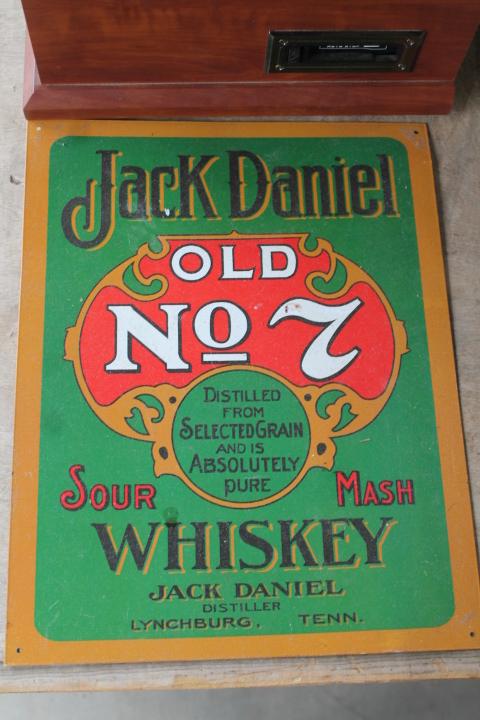 Jack Daniel
OLD
No 7
DISTILLED
FROM
SELECTED GRAIN
AND IS
ABSOLUTELY
PURE
SOUR MASH
WHISKEY
JACK DANIEL
DISTILLER
LYNCHBURG, TENN.